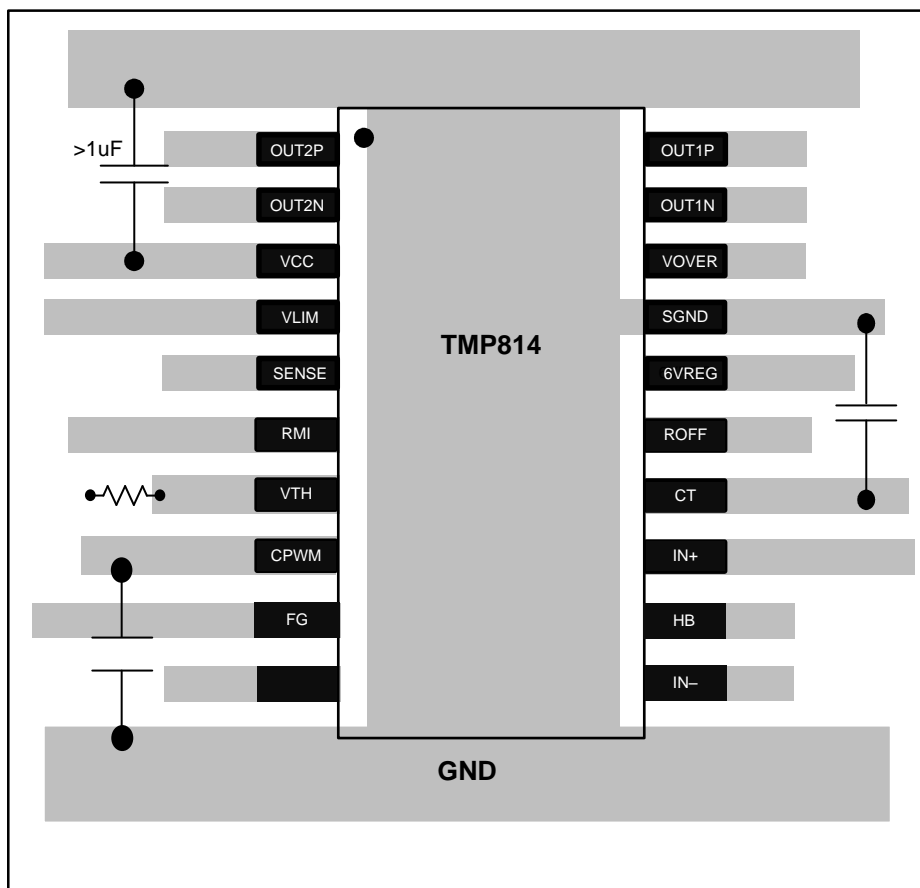 >1uF
OUT2P
OUT1P
OUT2N
OUT1N
VCC
VOVER
VLIM
SGND
TMP814
SENSE
6VREG
RMI
ROFF
VTH
CT
CPWM
IN+
FG
HB
IN–
GND